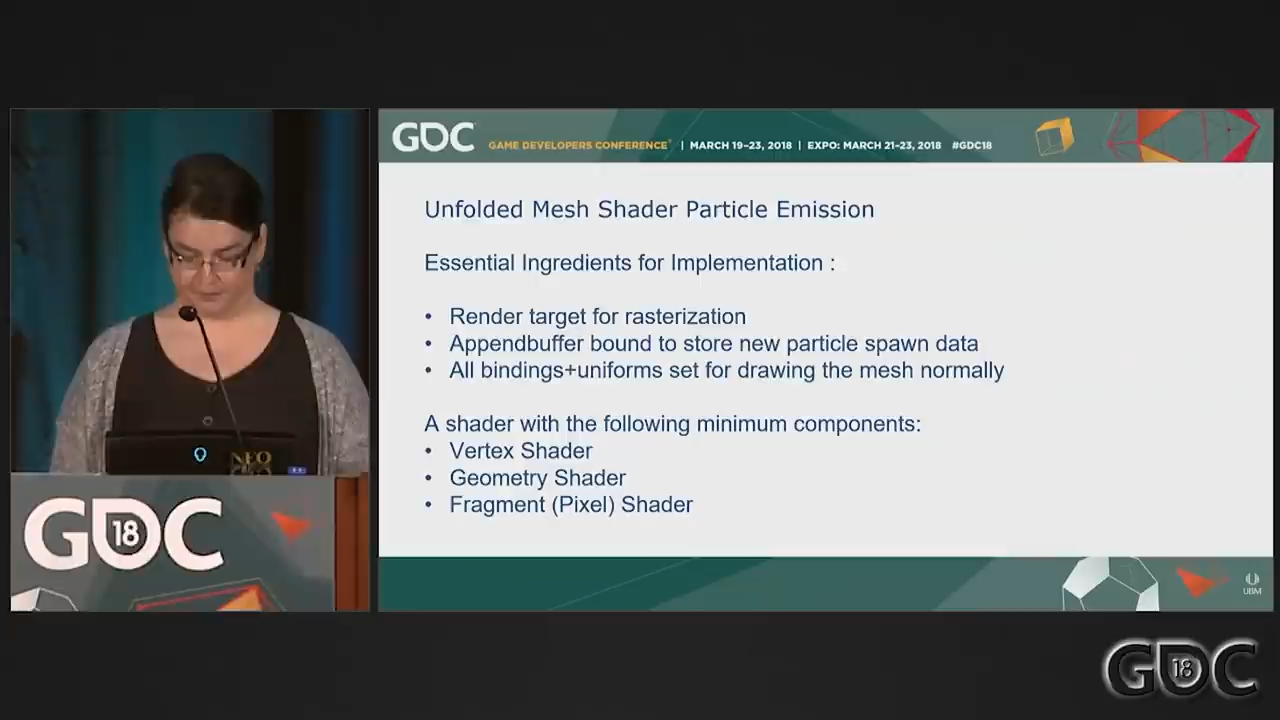 GDC
GAME DEVELOPERS CONFERENCE | MARCH 19–23, 2018 | EXPO: MARCH 21–23, 2018 #GDC18
Unfolded Mesh Shader Particle Emission
Essential Ingredients for Implementation :
• Render target for rasterization
• Appendbuffer bound to store new particle spawn data
• All bindings+uniforms set for drawing the mesh normally
A shader with the following minimum components:
• Vertex Shader
• Geometry Shader
• Fragment (Pixel) Shader
UBM
NEO
GDC 18
GDC 18